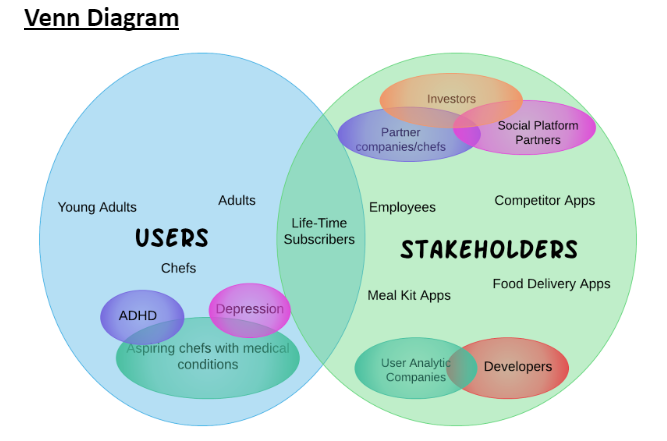 Venn Diagram
Investors
Partner
companies/chefs
Social Platform
Partners
Young Adults
Adults
Employees
Competitor Apps
Life-Time
Subscribers
USERS
STAKEHOLDERS
Chefs
Meal Kit Apps
Food Delivery Apps
ADHD
Depression
Aspiring chefs with medical
conditions
User Analytic
Companies
Developers